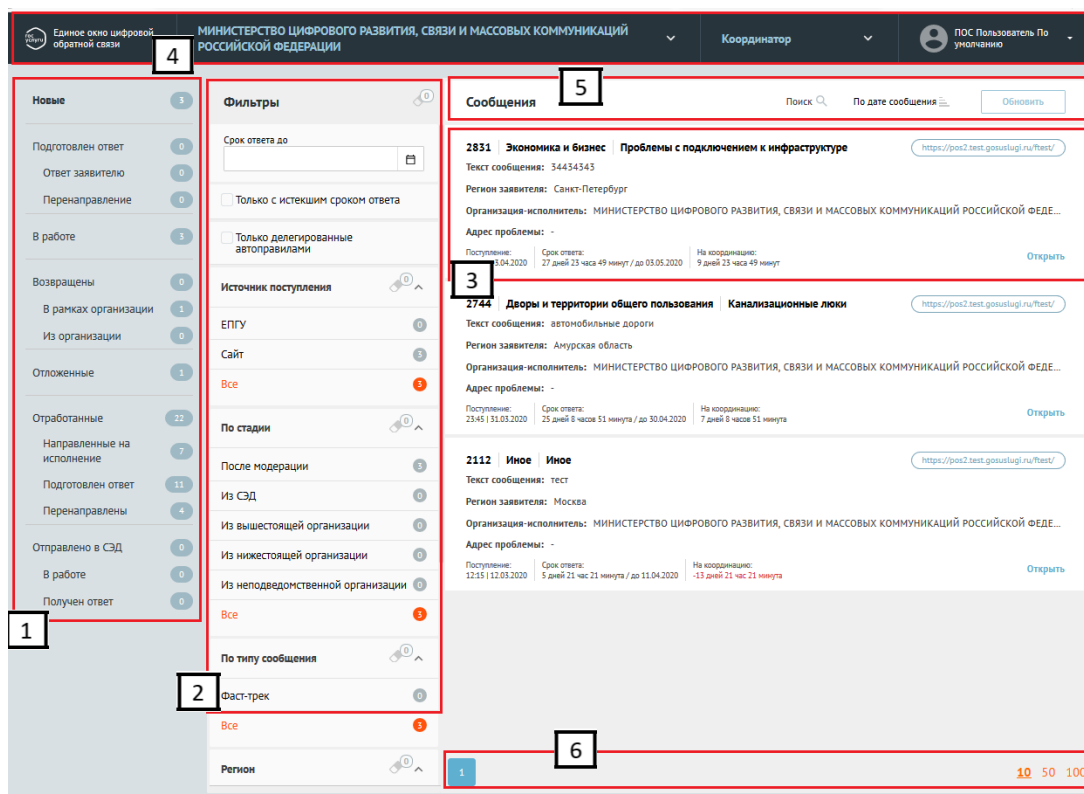 гос услуги
Единое окно цифровой
обратной связи
4
МИНИСТЕРСТВО ЦИФРОВОГО РАЗВИТИЯ, СВЯЗИ И МАССОВЫХ КОММУНИКАЦИЙ
РОССИЙСКОЙ ФЕДЕРАЦИИ
Координатор
ПОС Пользователь По
умолчанию
Новые 3
Подготовлен ответ 0
Ответ заявителю 0
Перенаправление 0
В работе 3
Возвращены 0
В рамках организации 1
Из организации 0
Отложенные 1
Отработанные 22
Направленные на
исполнение 7
Подготовлен ответ 11
Перенаправлены 4
Отправлено в СЭД 0
В работе 0
Получен ответ 0
1
Фильтры 0
Срок ответа до
Только с истекшим сроком ответа
Только делегированные
автоправилами
Источник поступления 0
ЕПГУ 0
Сайт 3
Все 3
По стадии 0
После модерации 3
Из СЭД 0
Из вышестоящей организации 0
Из нижестоящей организации 0
Из неподведомственной организации 0
Все 3
По типу сообщения 0
2
Фаст-трек 0
Все 3
Регион 0
Сообщения
5
Поиск
По дате сообщения
Обновить
2831 Экономика и бизнес Проблемы с подключением к инфраструктуре https://pos2.test.gosuslugi.ru/ftest/
Текст сообщения: 34434343
Регион заявителя: Санкт-Петербург
Организация-исполнитель: МИНИСТЕРСТВО ЦИФРОВОГО РАЗВИТИЯ, СВЯЗИ И МАССОВЫХ КОММУНИКАЦИЙ РОССИЙСКОЙ ФЕДЕ...
Адрес проблемы: -
Поступление: Срок ответа: На координацию:
3.04.2020 27 дней 23 часа 49 минут / до 03.05.2020 9 дней 23 часа 49 минут Открыть
3
2744 Дворы и территории общего пользования Канализационные люки https://pos2.test.gosuslugi.ru/ftest/
Текст сообщения: автомобильные дороги
Регион заявителя: Амурская область
Организация-исполнитель: МИНИСТЕРСТВО ЦИФРОВОГО РАЗВИТИЯ, СВЯЗИ И МАССОВЫХ КОММУНИКАЦИЙ РОССИЙСКОЙ ФЕДЕ...
Адрес проблемы: -
Поступление: Срок ответа: На координацию:
23:45 | 31.03.2020 25 дней 8 часов 51 минута / до 30.04.2020 7 дней 8 часов 51 минута Открыть
2112 Иное Иное https://pos2.test.gosuslugi.ru/ftest/
Текст сообщения: тест
Регион заявителя: Москва
Организация-исполнитель: МИНИСТЕРСТВО ЦИФРОВОГО РАЗВИТИЯ, СВЯЗИ И МАССОВЫХ КОММУНИКАЦИЙ РОССИЙСКОЙ ФЕДЕ...
Адрес проблемы: -
Поступление: Срок ответа: На координацию:
12:15 | 12.03.2020 5 дней 21 час 21 минута / до 11.04.2020 -13 дней 21 час 21 минута Открыть
6
1 10 50 100